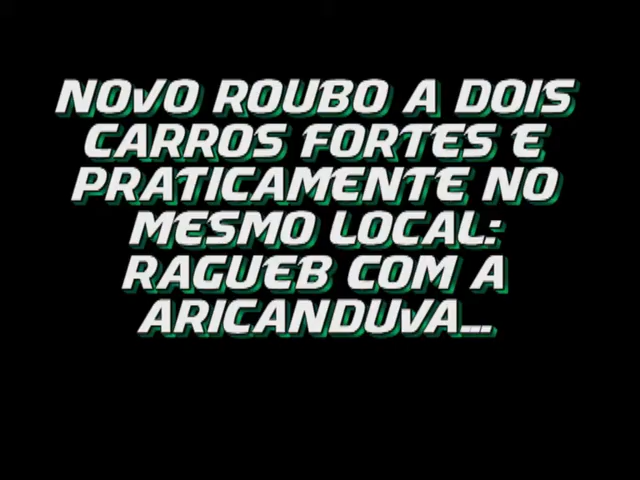 NOVO ROUBO A DOIS
CARROS FORTES E
PRATICAMENTE NO
MESMO LOCAL:
RAGUEB COM A
ARICANDUVA...